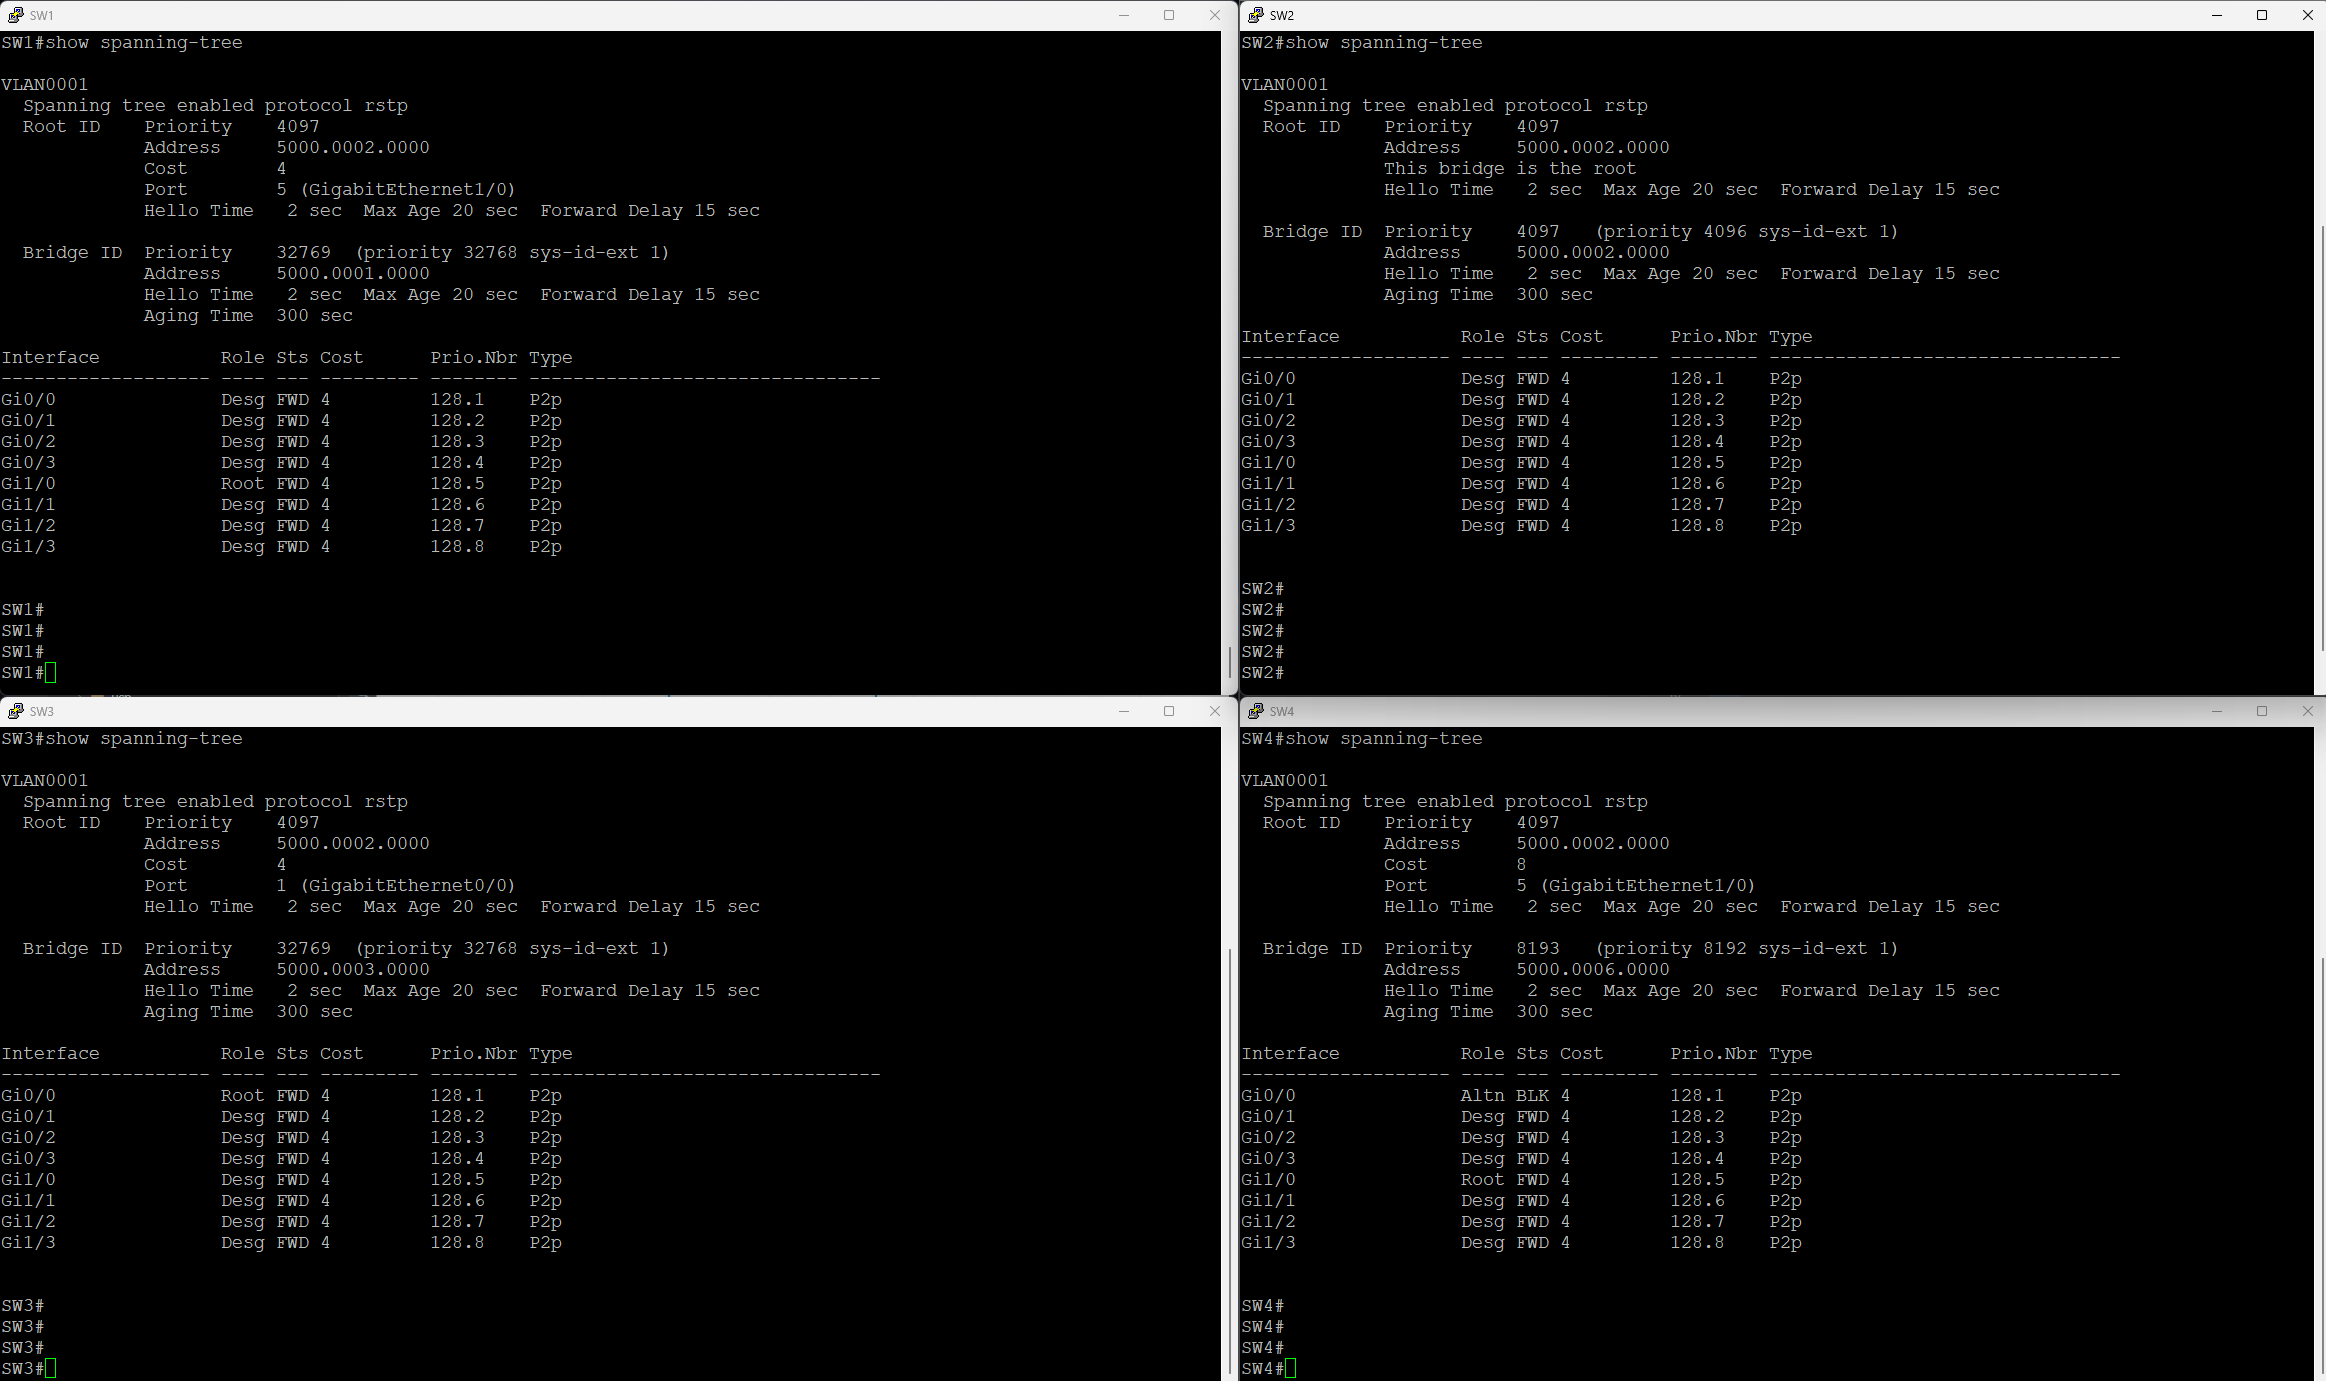 SW1
SW1#show spanning-tree
VLAN0001
  Spanning tree enabled protocol rstp
  Root ID    Priority    4097
             Address     5000.0002.0000
             Cost        4
             Port        5 (GigabitEthernet1/0)
             Hello Time   2 sec  Max Age 20 sec  Forward Delay 15 sec
  Bridge ID  Priority    32769  (priority 32768 sys-id-ext 1)
             Address     5000.0001.0000
             Hello Time   2 sec  Max Age 20 sec  Forward Delay 15 sec
             Aging Time  300 sec
Interface           Role Sts Cost      Prio.Nbr Type
------------------- ---- --- --------- -------- --------------------------------
Gi0/0               Desg FWD 4         128.1    P2p
Gi0/1               Desg FWD 4         128.2    P2p
Gi0/2               Desg FWD 4         128.3    P2p
Gi0/3               Desg FWD 4         128.4    P2p
Gi1/0               Root FWD 4         128.5    P2p
Gi1/1               Desg FWD 4         128.6    P2p
Gi1/2               Desg FWD 4         128.7    P2p
Gi1/3               Desg FWD 4         128.8    P2p
SW1#
SW1#
SW1#
SW1#
SW2
SW2#show spanning-tree
VLAN0001
  Spanning tree enabled protocol rstp
  Root ID    Priority    4097
             Address     5000.0002.0000
             This bridge is the root
             Hello Time   2 sec  Max Age 20 sec  Forward Delay 15 sec
  Bridge ID  Priority    4097   (priority 4096 sys-id-ext 1)
             Address     5000.0002.0000
             Hello Time   2 sec  Max Age 20 sec  Forward Delay 15 sec
             Aging Time  300 sec
Interface           Role Sts Cost      Prio.Nbr Type
------------------- ---- --- --------- -------- --------------------------------
Gi0/0               Desg FWD 4         128.1    P2p
Gi0/1               Desg FWD 4         128.2    P2p
Gi0/2               Desg FWD 4         128.3    P2p
Gi0/3               Desg FWD 4         128.4    P2p
Gi1/0               Desg FWD 4         128.5    P2p
Gi1/1               Desg FWD 4         128.6    P2p
Gi1/2               Desg FWD 4         128.7    P2p
Gi1/3               Desg FWD 4         128.8    P2p
SW2#
SW2#
SW2#
SW2#
SW2#
SW3
SW3#show spanning-tree
VLAN0001
  Spanning tree enabled protocol rstp
  Root ID    Priority    4097
             Address     5000.0002.0000
             Cost        4
             Port        1 (GigabitEthernet0/0)
             Hello Time   2 sec  Max Age 20 sec  Forward Delay 15 sec
  Bridge ID  Priority    32769  (priority 32768 sys-id-ext 1)
             Address     5000.0003.0000
             Hello Time   2 sec  Max Age 20 sec  Forward Delay 15 sec
             Aging Time  300 sec
Interface           Role Sts Cost      Prio.Nbr Type
------------------- ---- --- --------- -------- --------------------------------
Gi0/0               Root FWD 4         128.1    P2p
Gi0/1               Desg FWD 4         128.2    P2p
Gi0/2               Desg FWD 4         128.3    P2p
Gi0/3               Desg FWD 4         128.4    P2p
Gi1/0               Desg FWD 4         128.5    P2p
Gi1/1               Desg FWD 4         128.6    P2p
Gi1/2               Desg FWD 4         128.7    P2p
Gi1/3               Desg FWD 4         128.8    P2p
SW3#
SW3#
SW3#
SW3#
SW4
SW4#show spanning-tree
VLAN0001
  Spanning tree enabled protocol rstp
  Root ID    Priority    4097
             Address     5000.0002.0000
             Cost        8
             Port        5 (GigabitEthernet1/0)
             Hello Time   2 sec  Max Age 20 sec  Forward Delay 15 sec
  Bridge ID  Priority    8193   (priority 8192 sys-id-ext 1)
             Address     5000.0006.0000
             Hello Time   2 sec  Max Age 20 sec  Forward Delay 15 sec
             Aging Time  300 sec
Interface           Role Sts Cost      Prio.Nbr Type
------------------- ---- --- --------- -------- --------------------------------
Gi0/0               Altn BLK 4         128.1    P2p
Gi0/1               Desg FWD 4         128.2    P2p
Gi0/2               Desg FWD 4         128.3    P2p
Gi0/3               Desg FWD 4         128.4    P2p
Gi1/0               Root FWD 4         128.5    P2p
Gi1/1               Desg FWD 4         128.6    P2p
Gi1/2               Desg FWD 4         128.7    P2p
Gi1/3               Desg FWD 4         128.8    P2p
SW4#
SW4#
SW4#
SW4#